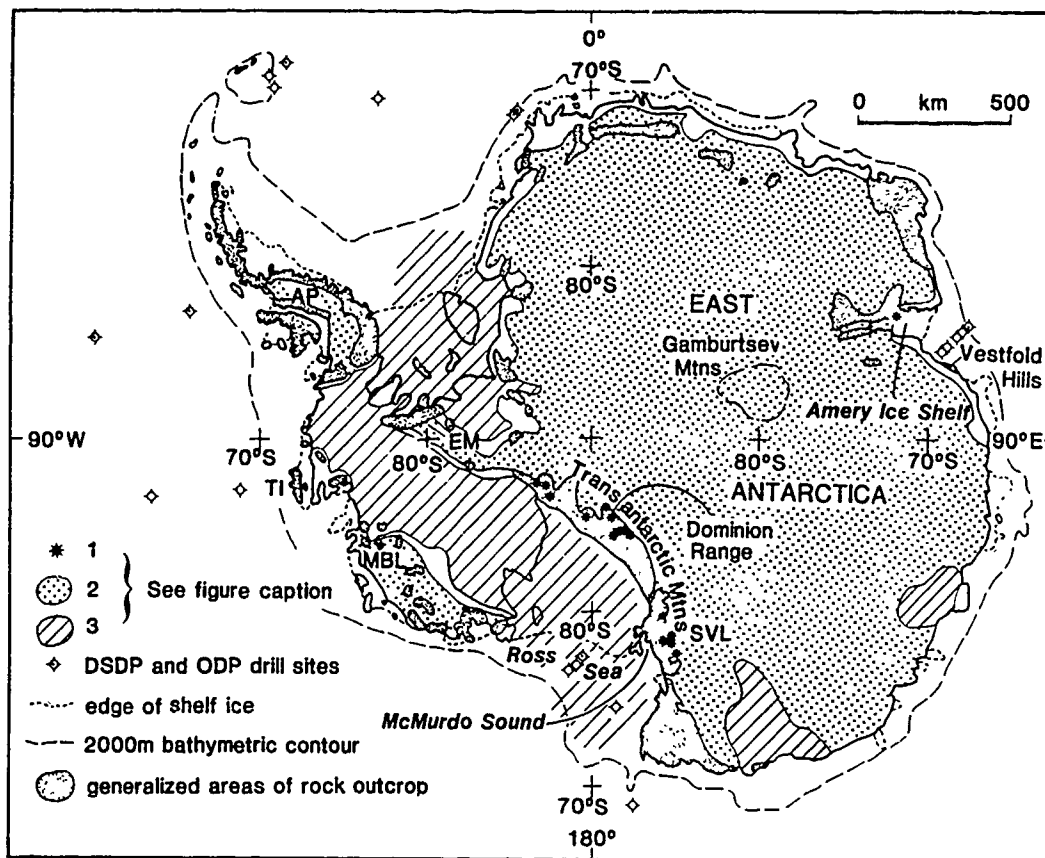 0°
70°S
0 km 500
80°S
AP
EAST
Gamburtsev
Mtns
Vestfold
Hills
Amery Ice Shelf
90°W
70°S
80°S
EM
80°S
70°S
90°E
TI
Transantarctic Mtns
ANTARCTICA
Dominion
Range
MBL
80°S
SVL
Ross
Sea
McMurdo Sound
70°S
180°
1
2
3
See figure caption
DSDP and ODP drill sites
edge of shelf ice
2000m bathymetric contour
generalized areas of rock outcrop